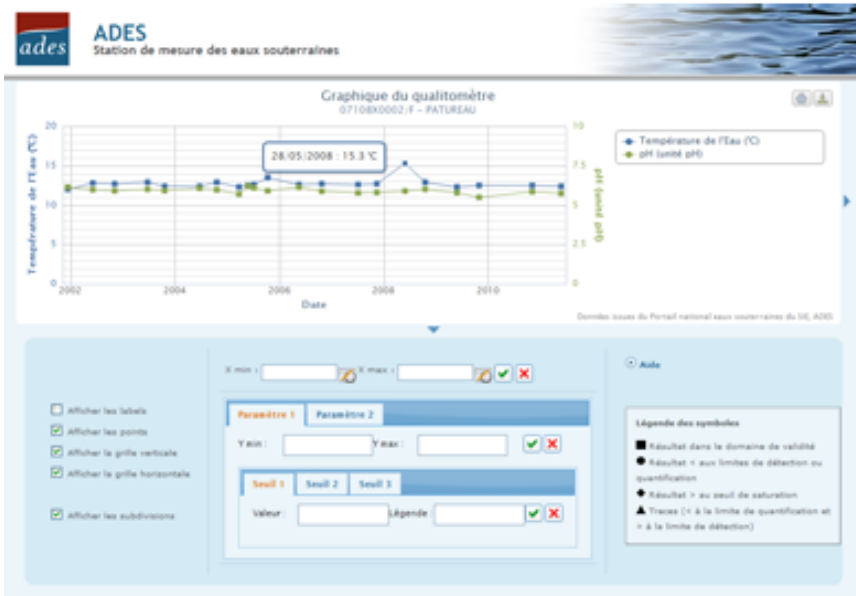 ades
ADES
Station de mesure des eaux souterraines
Graphique du qualitomètre
07108X0002/F - PATUREAU
Température de l'Eau (°C)
20
15
10
5
0
28/05/2008 : 15.3 °C
10
7.5
5
2.5
0
pH (unité pH)
2002 2004 2006 2008 2010
Date
Température de l'Eau (°C)
pH (unité pH)
Données issues du Portail national eaux souterraines du SIE, ADES
X min : X max :
Aide
Afficher les labels
Afficher les points
Afficher la grille verticale
Afficher la grille horizontale
Afficher les subdivisions
Paramètre 1 Paramètre 2
Y min : Y max :
Seuil 1 Seuil 2 Seuil 3
Valeur : Légende
Légende des symboles
Résultat dans le domaine de validité
Résultat < aux limites de détection ou
quantification
Résultat > au seuil de saturation
Traces (< à la limite de quantification et
> à la limite de détection)